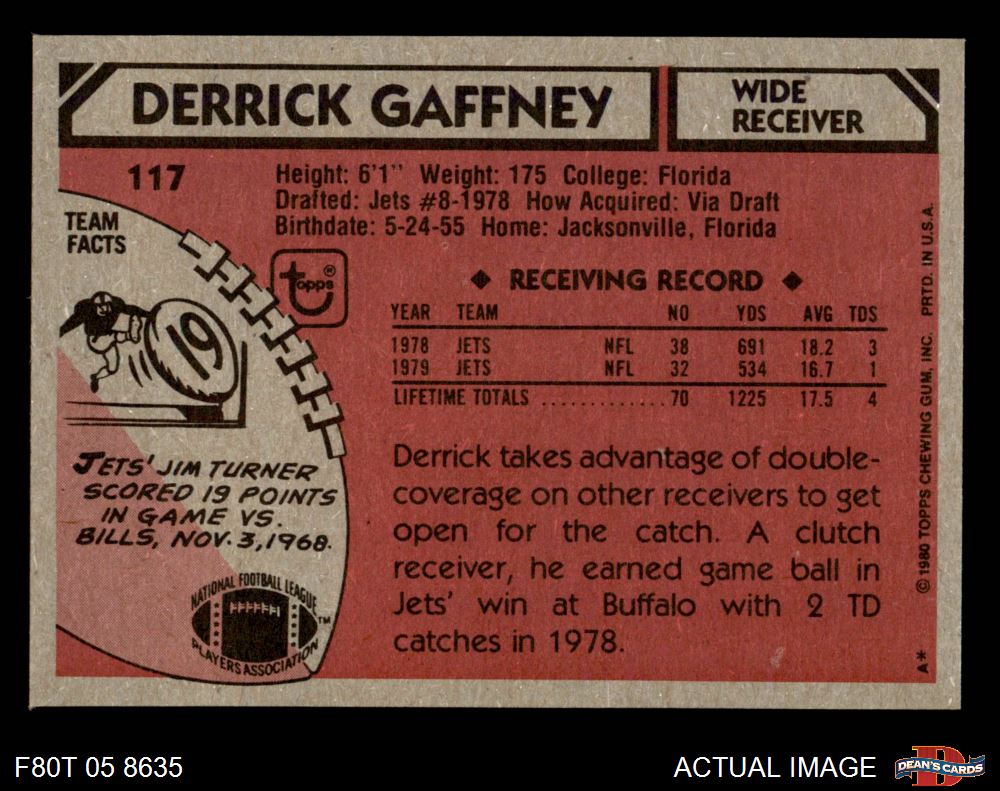 DERRICK GAFFNEY
WIDE
RECEIVER
117
Height: 6'1" Weight: 175 College: Florida
Drafted: Jets #8-1978 How Acquired: Via Draft
Birthdate: 5-24-55 Home: Jacksonville, Florida
TEAM
FACTS
19
JETS' JIM TURNER
SCORED 19 POINTS
IN GAME VS.
BILLS, NOV. 3, 1968.
NATIONAL FOOTBALL LEAGUE
PLAYERS ASSOCIATION
TM
topps®
◆ RECEIVING RECORD ◆
YEAR TEAM NO YDS AVG TDS
1978 JETS NFL 38 691 18.2 3
1979 JETS NFL 32 534 16.7 1
LIFETIME TOTALS ............ 70 1225 17.5 4
Derrick takes advantage of double-
coverage on other receivers to get
open for the catch. A clutch
receiver, he earned game ball in
Jets' win at Buffalo with 2 TD
catches in 1978.
A* ©1980 TOPPS CHEWING GUM, INC. PRTD. IN U.S.A.
F80T 05 8635
ACTUAL IMAGE
D
DEAN'S CARDS